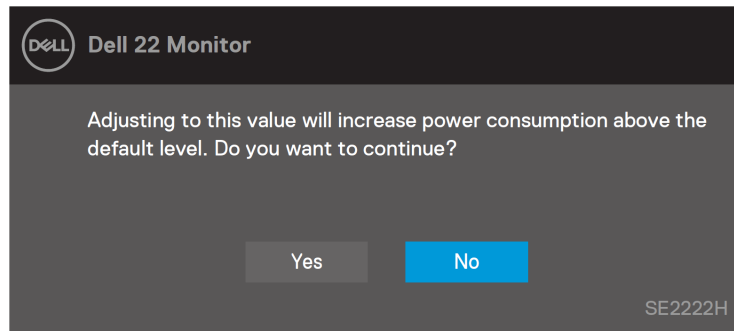 DELL
Dell 22 Monitor
Adjusting to this value will increase power consumption above the
default level. Do you want to continue?
Yes
No
SE2222H